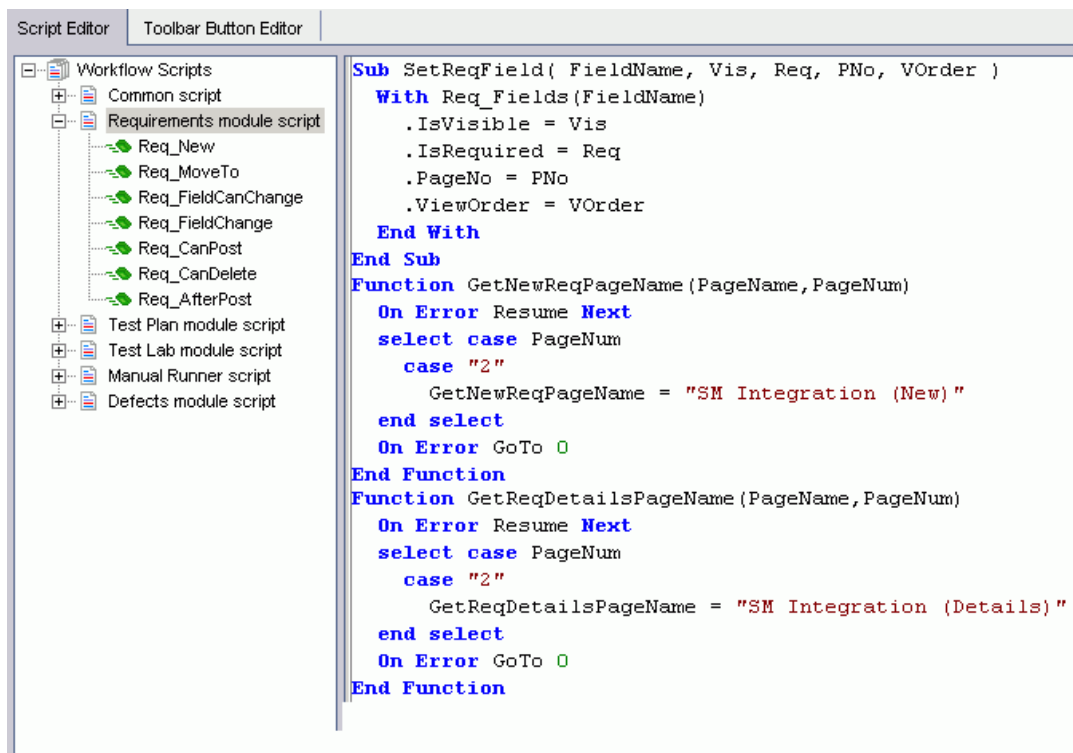 Script Editor
Toolbar Button Editor
Workflow Scripts
Common script
Requirements module script
Req_New
Req_MoveTo
Req_FieldCanChange
Req_FieldChange
Req_CanPost
Req_CanDelete
Req_AfterPost
Test Plan module script
Test Lab module script
Manual Runner script
Defects module script
Sub SetReqField( FieldName, Vis, Req, PNo, VOrder )
  With Req_Fields(FieldName)
    .IsVisible = Vis
    .IsRequired = Req
    .PageNo = PNo
    .ViewOrder = VOrder
  End With
End Sub
Function GetNewReqPageName(PageName,PageNum)
  On Error Resume Next
  select case PageNum
    case "2"
      GetNewReqPageName = "SM Integration (New)"
  end select
  On Error GoTo 0
End Function
Function GetReqDetailsPageName(PageName,PageNum)
  On Error Resume Next
  select case PageNum
    case "2"
      GetReqDetailsPageName = "SM Integration (Details)"
  end select
  On Error GoTo 0
End Function